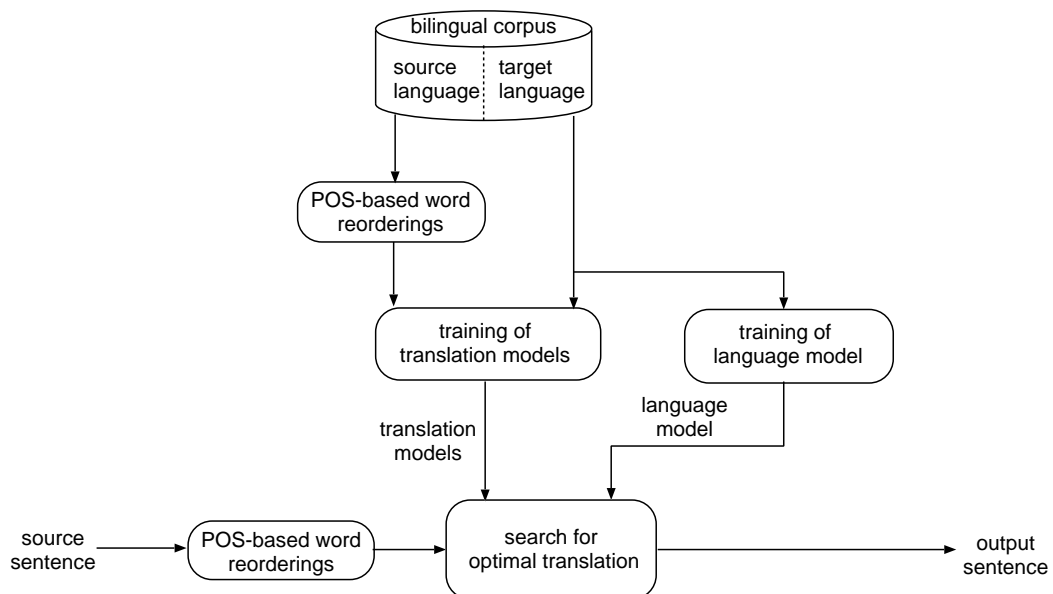 bilingual corpus
source
language
target
language
POS-based word
reorderings
training of
translation models
training of
language model
translation
models
language
model
source
sentence
POS-based word
reorderings
search for
optimal translation
output
sentence